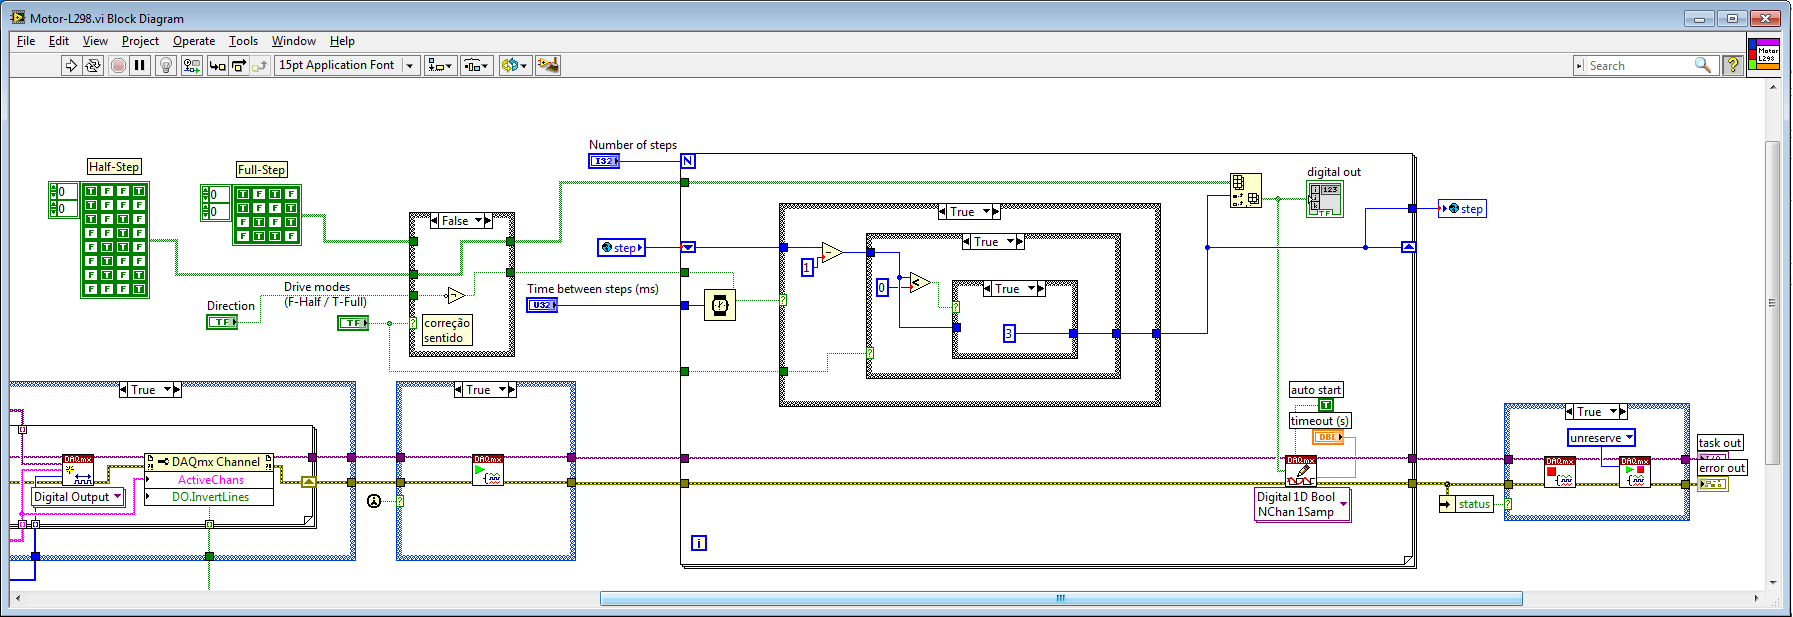 Motor-L298.vi Block Diagram
File Edit View Project Operate Tools Window Help
15pt Application Font
Search
Motor
L298
Number of steps
I32
N
Half-Step
0
0
T F F T
T F F F
T T F F
F T F F
F T T F
F F T F
F F T T
F F F T
Full-Step
0
0
T F T F
T F F T
F T F T
F T T F
False
digital out
123
TF
step
step
True
1
True
0
True
3
Direction
TF
Drive modes
(F-Half / T-Full)
TF
correção
sentido
Time between steps (ms)
U32
True
True
auto start
T
timeout (s)
DBL
True
unreserve
task out
error out
DAQmx
DAQmx Channel
ActiveChans
DO.InvertLines
Digital Output
DAQmx
DAQmx
Digital 1D Bool
NChan 1Samp
DAQmx
DAQmx
status
i